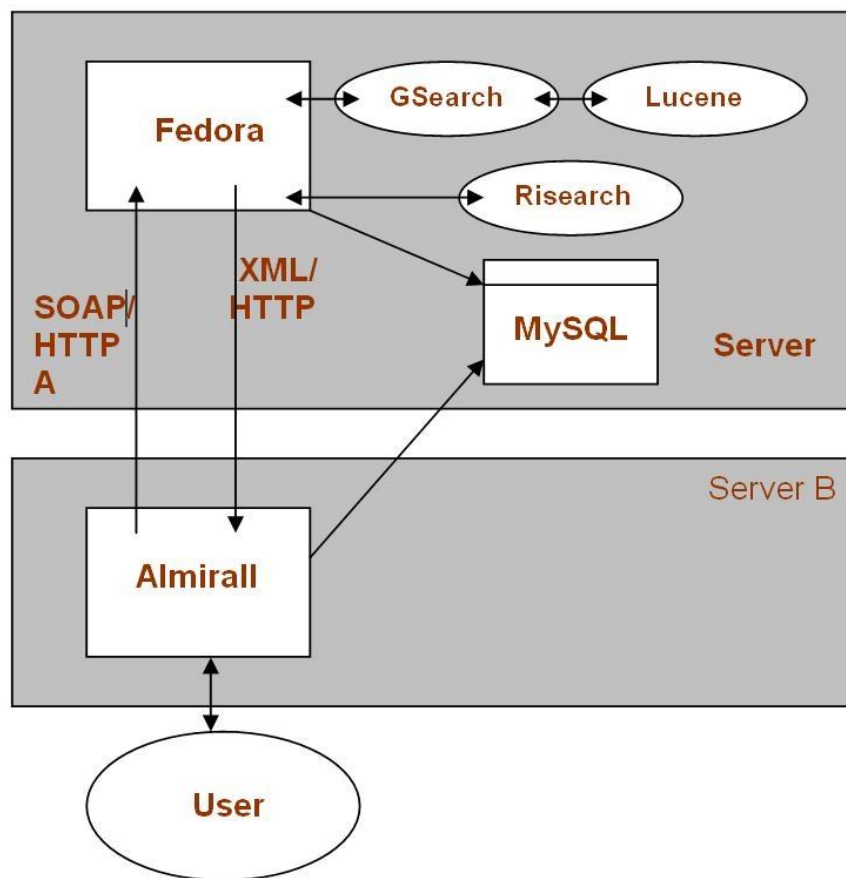 GSearch
Lucene
Fedora
Risearch
XML/
HTTP
SOAP/
HTTP
A
MySQL
Server
Server B
Almirall
User